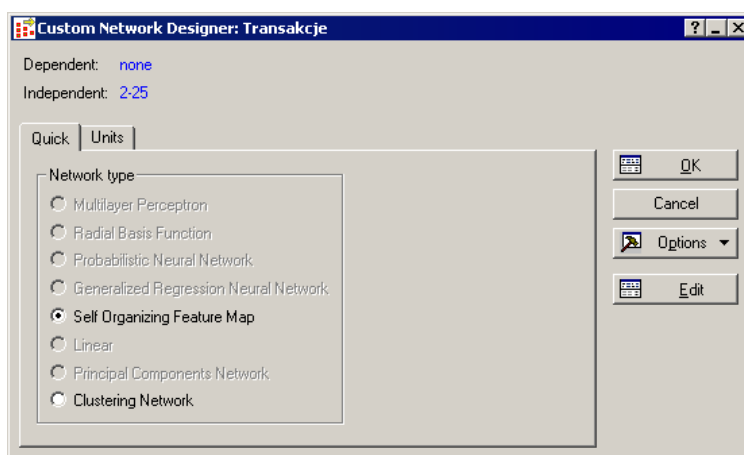 Custom Network Designer: Transakcje
Dependent: none
Independent: 2-25
Quick Units
Network type
Multilayer Perceptron
Radial Basis Function
Probabilistic Neural Network
Generalized Regression Neural Network
Self Organizing Feature Map
Linear
Principal Components Network
Clustering Network
OK
Cancel
Options
Edit